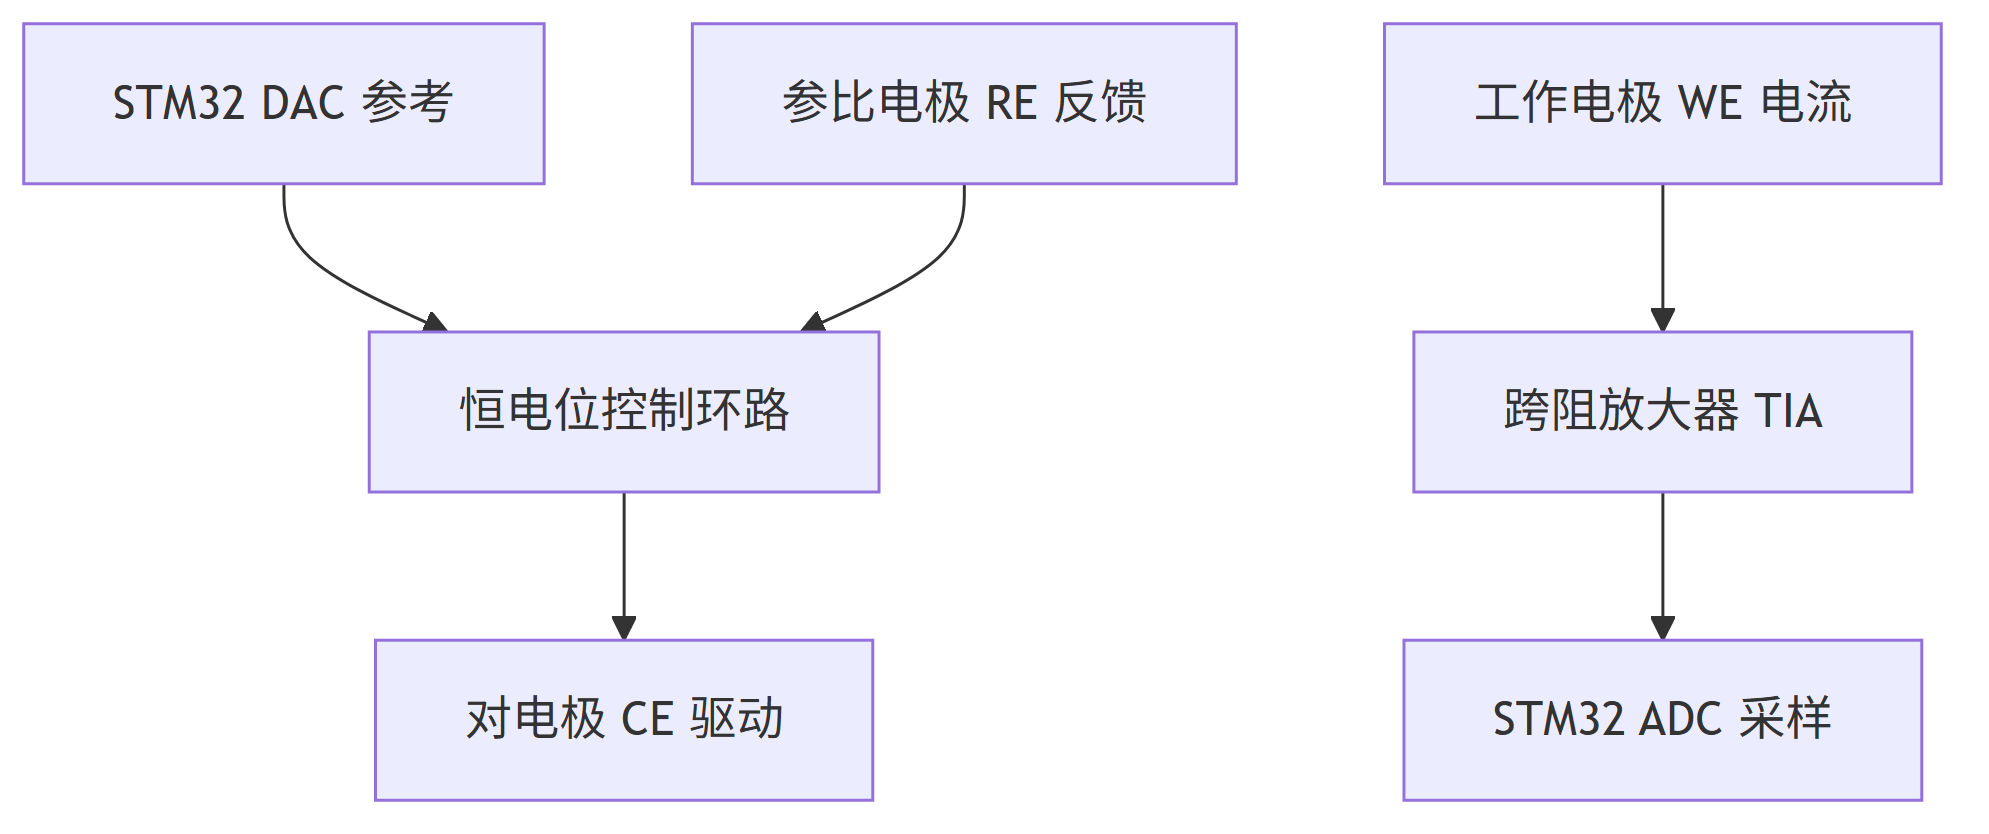 STM32 DAC 参考
参比电极 RE 反馈
工作电极 WE 电流
恒电位控制环路
跨阻放大器 TIA
对电极 CE 驱动
STM32 ADC 采样